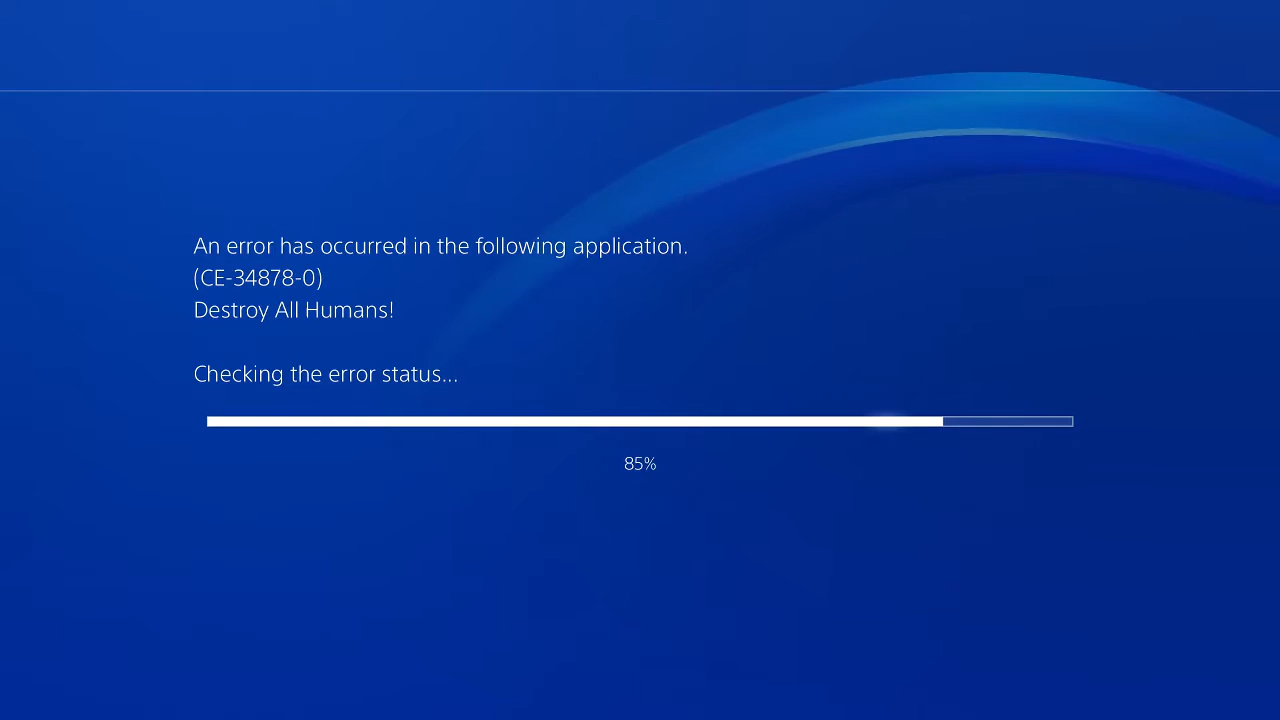 An error has occurred in the following application.
(CE-34878-0)
Destroy All Humans!
Checking the error status...
85%